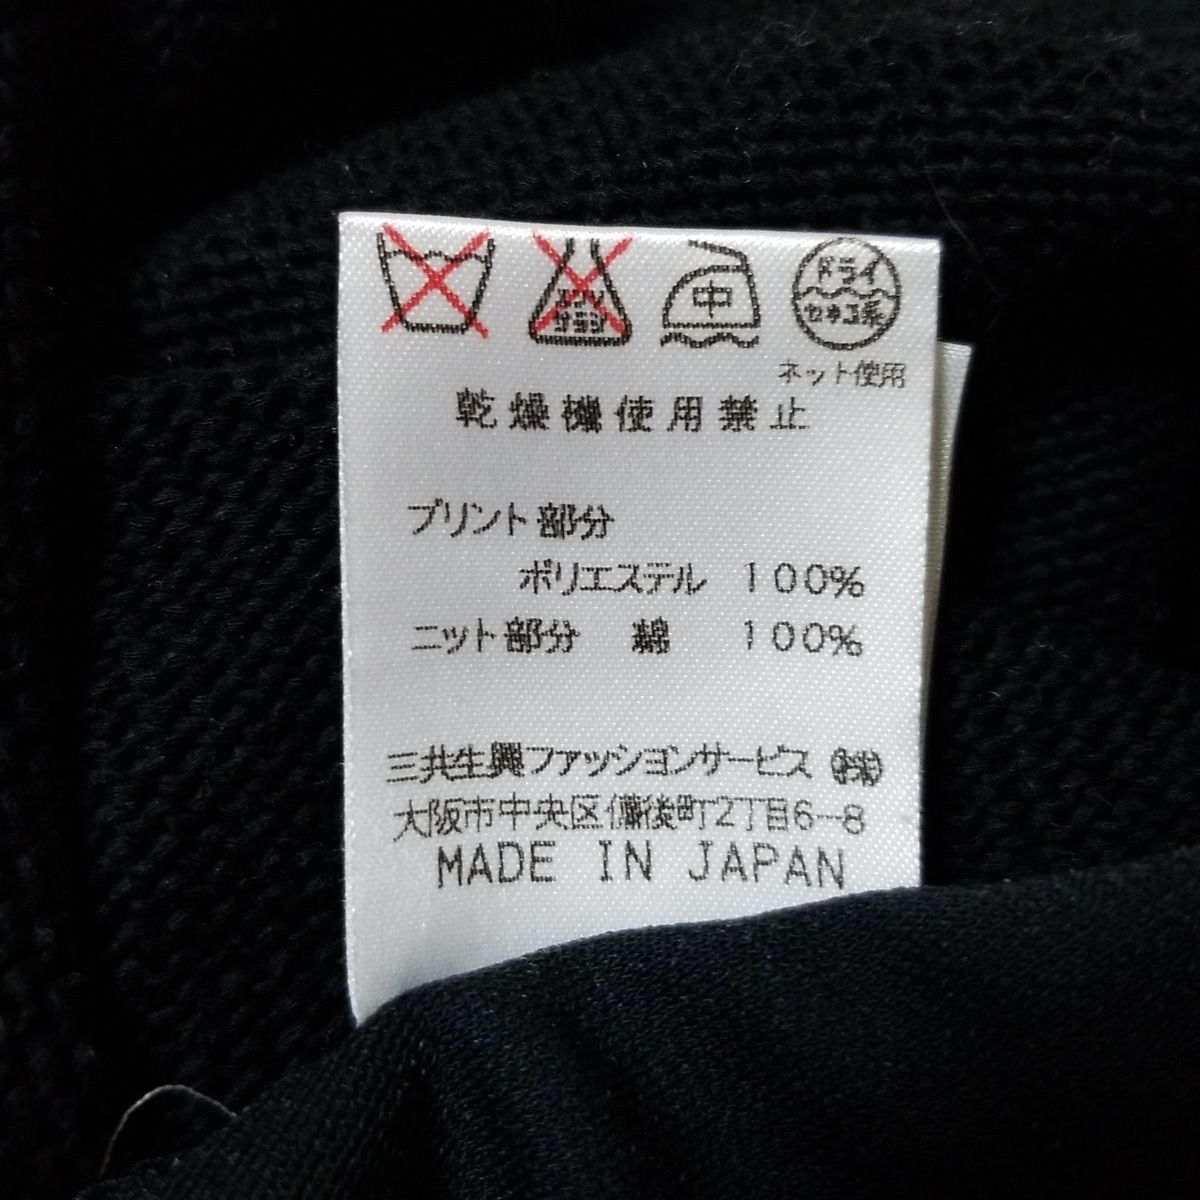 エンソ
サラシ
中
ドライ
セキユ系
ネット使用
乾燥機使用禁止
プリント部分
ポリエステル 100%
ニット部分 綿 100%
三共生興ファッションサービス ㈱
大阪市中央区備後町2丁目6-8
MADE IN JAPAN